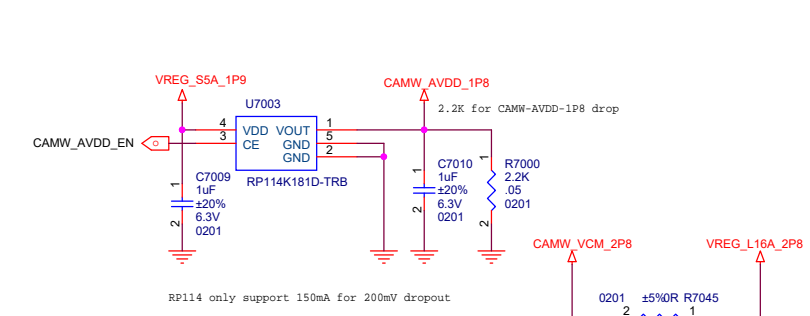 VREG_S5A_1P9
CAMW_AVDD_1P8
U7003
2.2K for CAMW-AVDD-1P8 drop
CAMW_AVDD_EN
4 VDD VOUT 1
3 CE GND 5
GND 2
RP114K181D-TRB
1 C7009
1uF
±20%
2 6.3V
0201
1 C7010
1uF
±20%
2 6.3V
0201
1 R7000
2.2K
.05
2 0201
CAMW_VCM_2P8
VREG_L16A_2P8
RP114 only support 150mA for 200mV dropout
0201 ±5%0R R7045
2 1